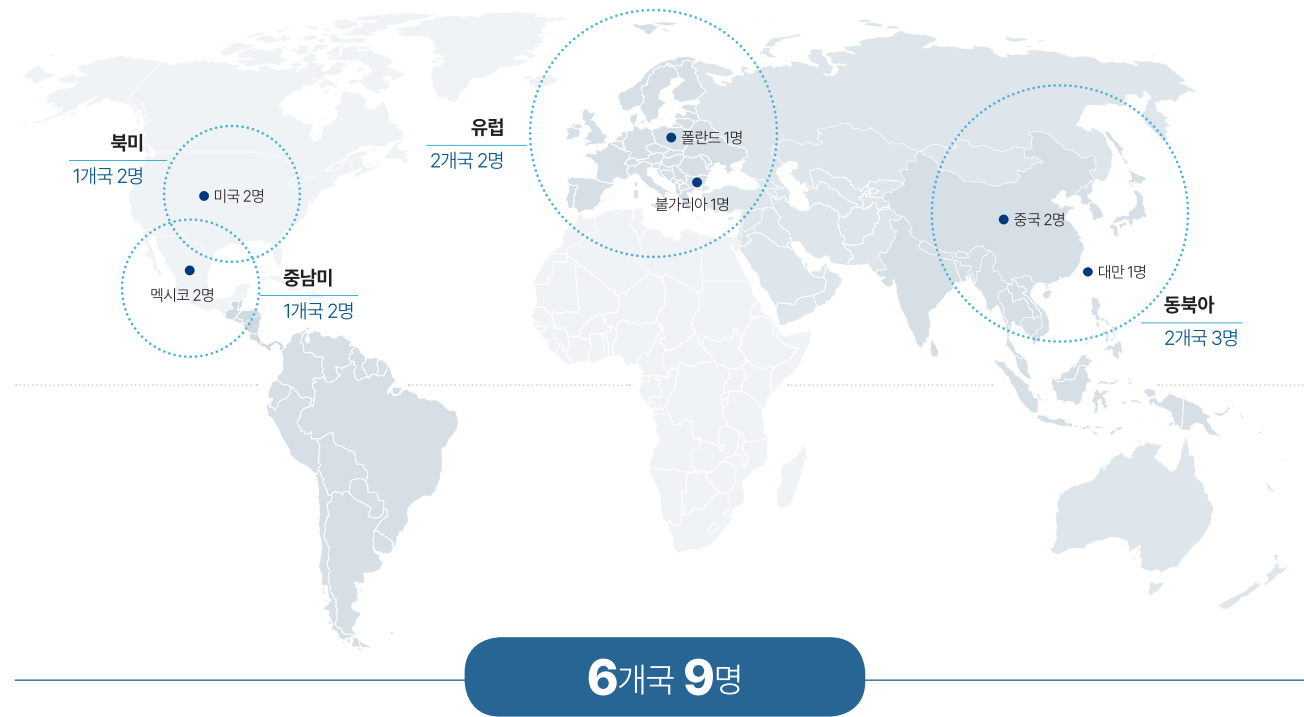 북미
1개국 2명
미국 2명
중남미
1개국 2명
멕시코 2명
유럽
2개국 2명
폴란드 1명
불가리아 1명
중국 2명
대만 1명
동북아
2개국 3명
6개국 9명